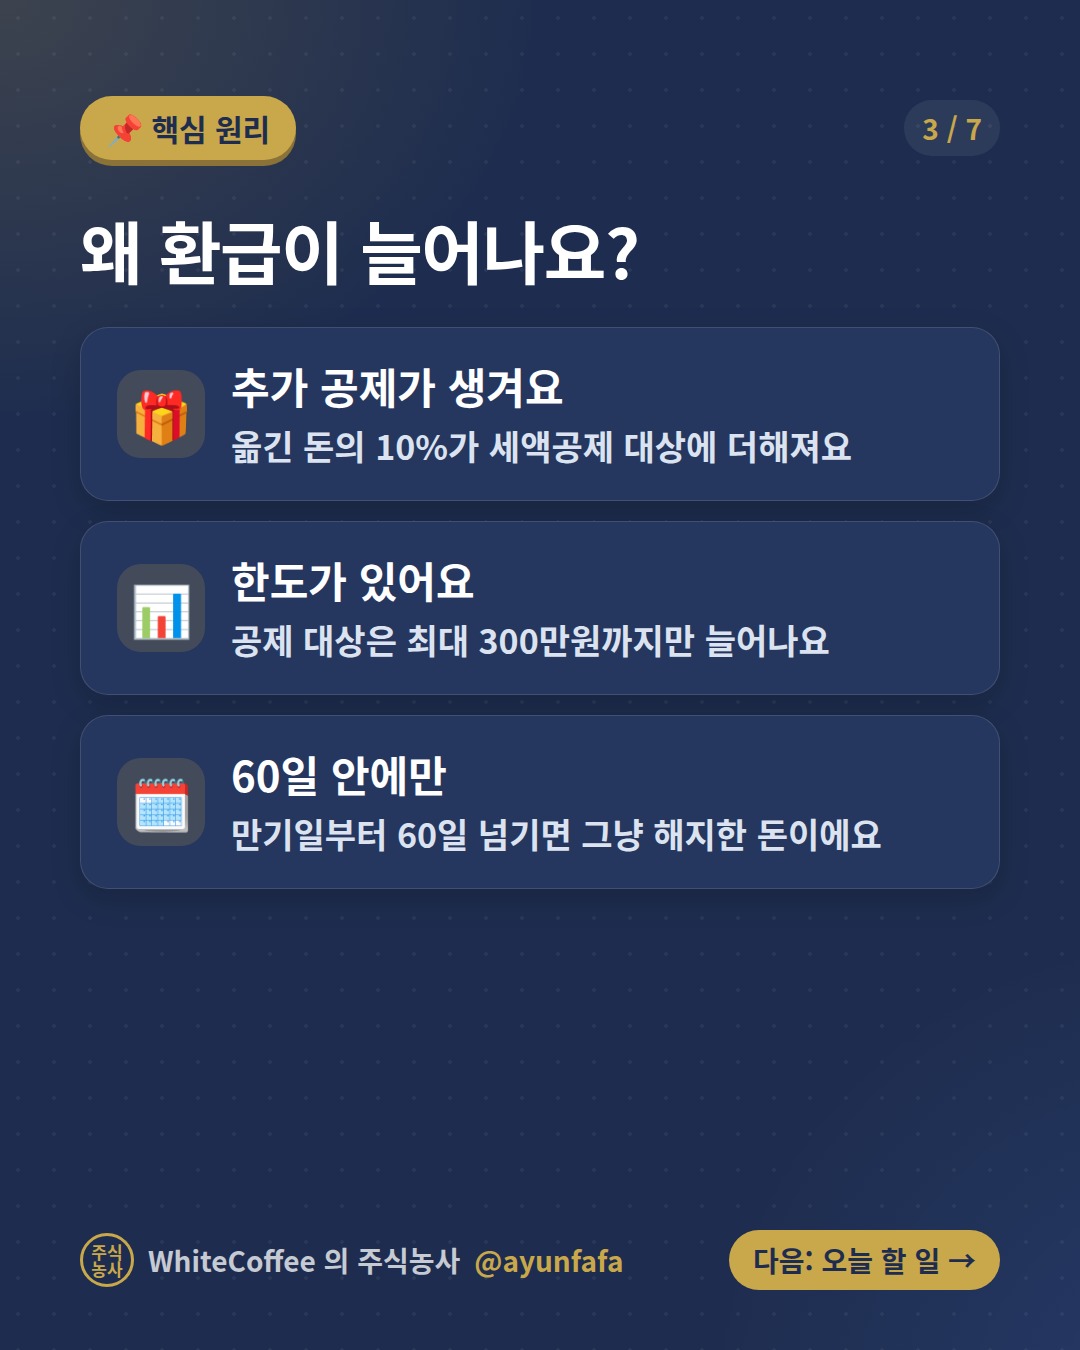 📌 핵심 원리
3 / 7
왜 환급이 늘어나요?
추가 공제가 생겨요
옮긴 돈의 10%가 세액공제 대상에 더해져요
한도가 있어요
공제 대상은 최대 300만원까지만 늘어나요
60일 안에만
만기일부터 60일 넘기면 그냥 해지한 돈이에요
주식
농사
WhiteCoffee 의 주식농사 @ayunfafa
다음: 오늘 할 일 →